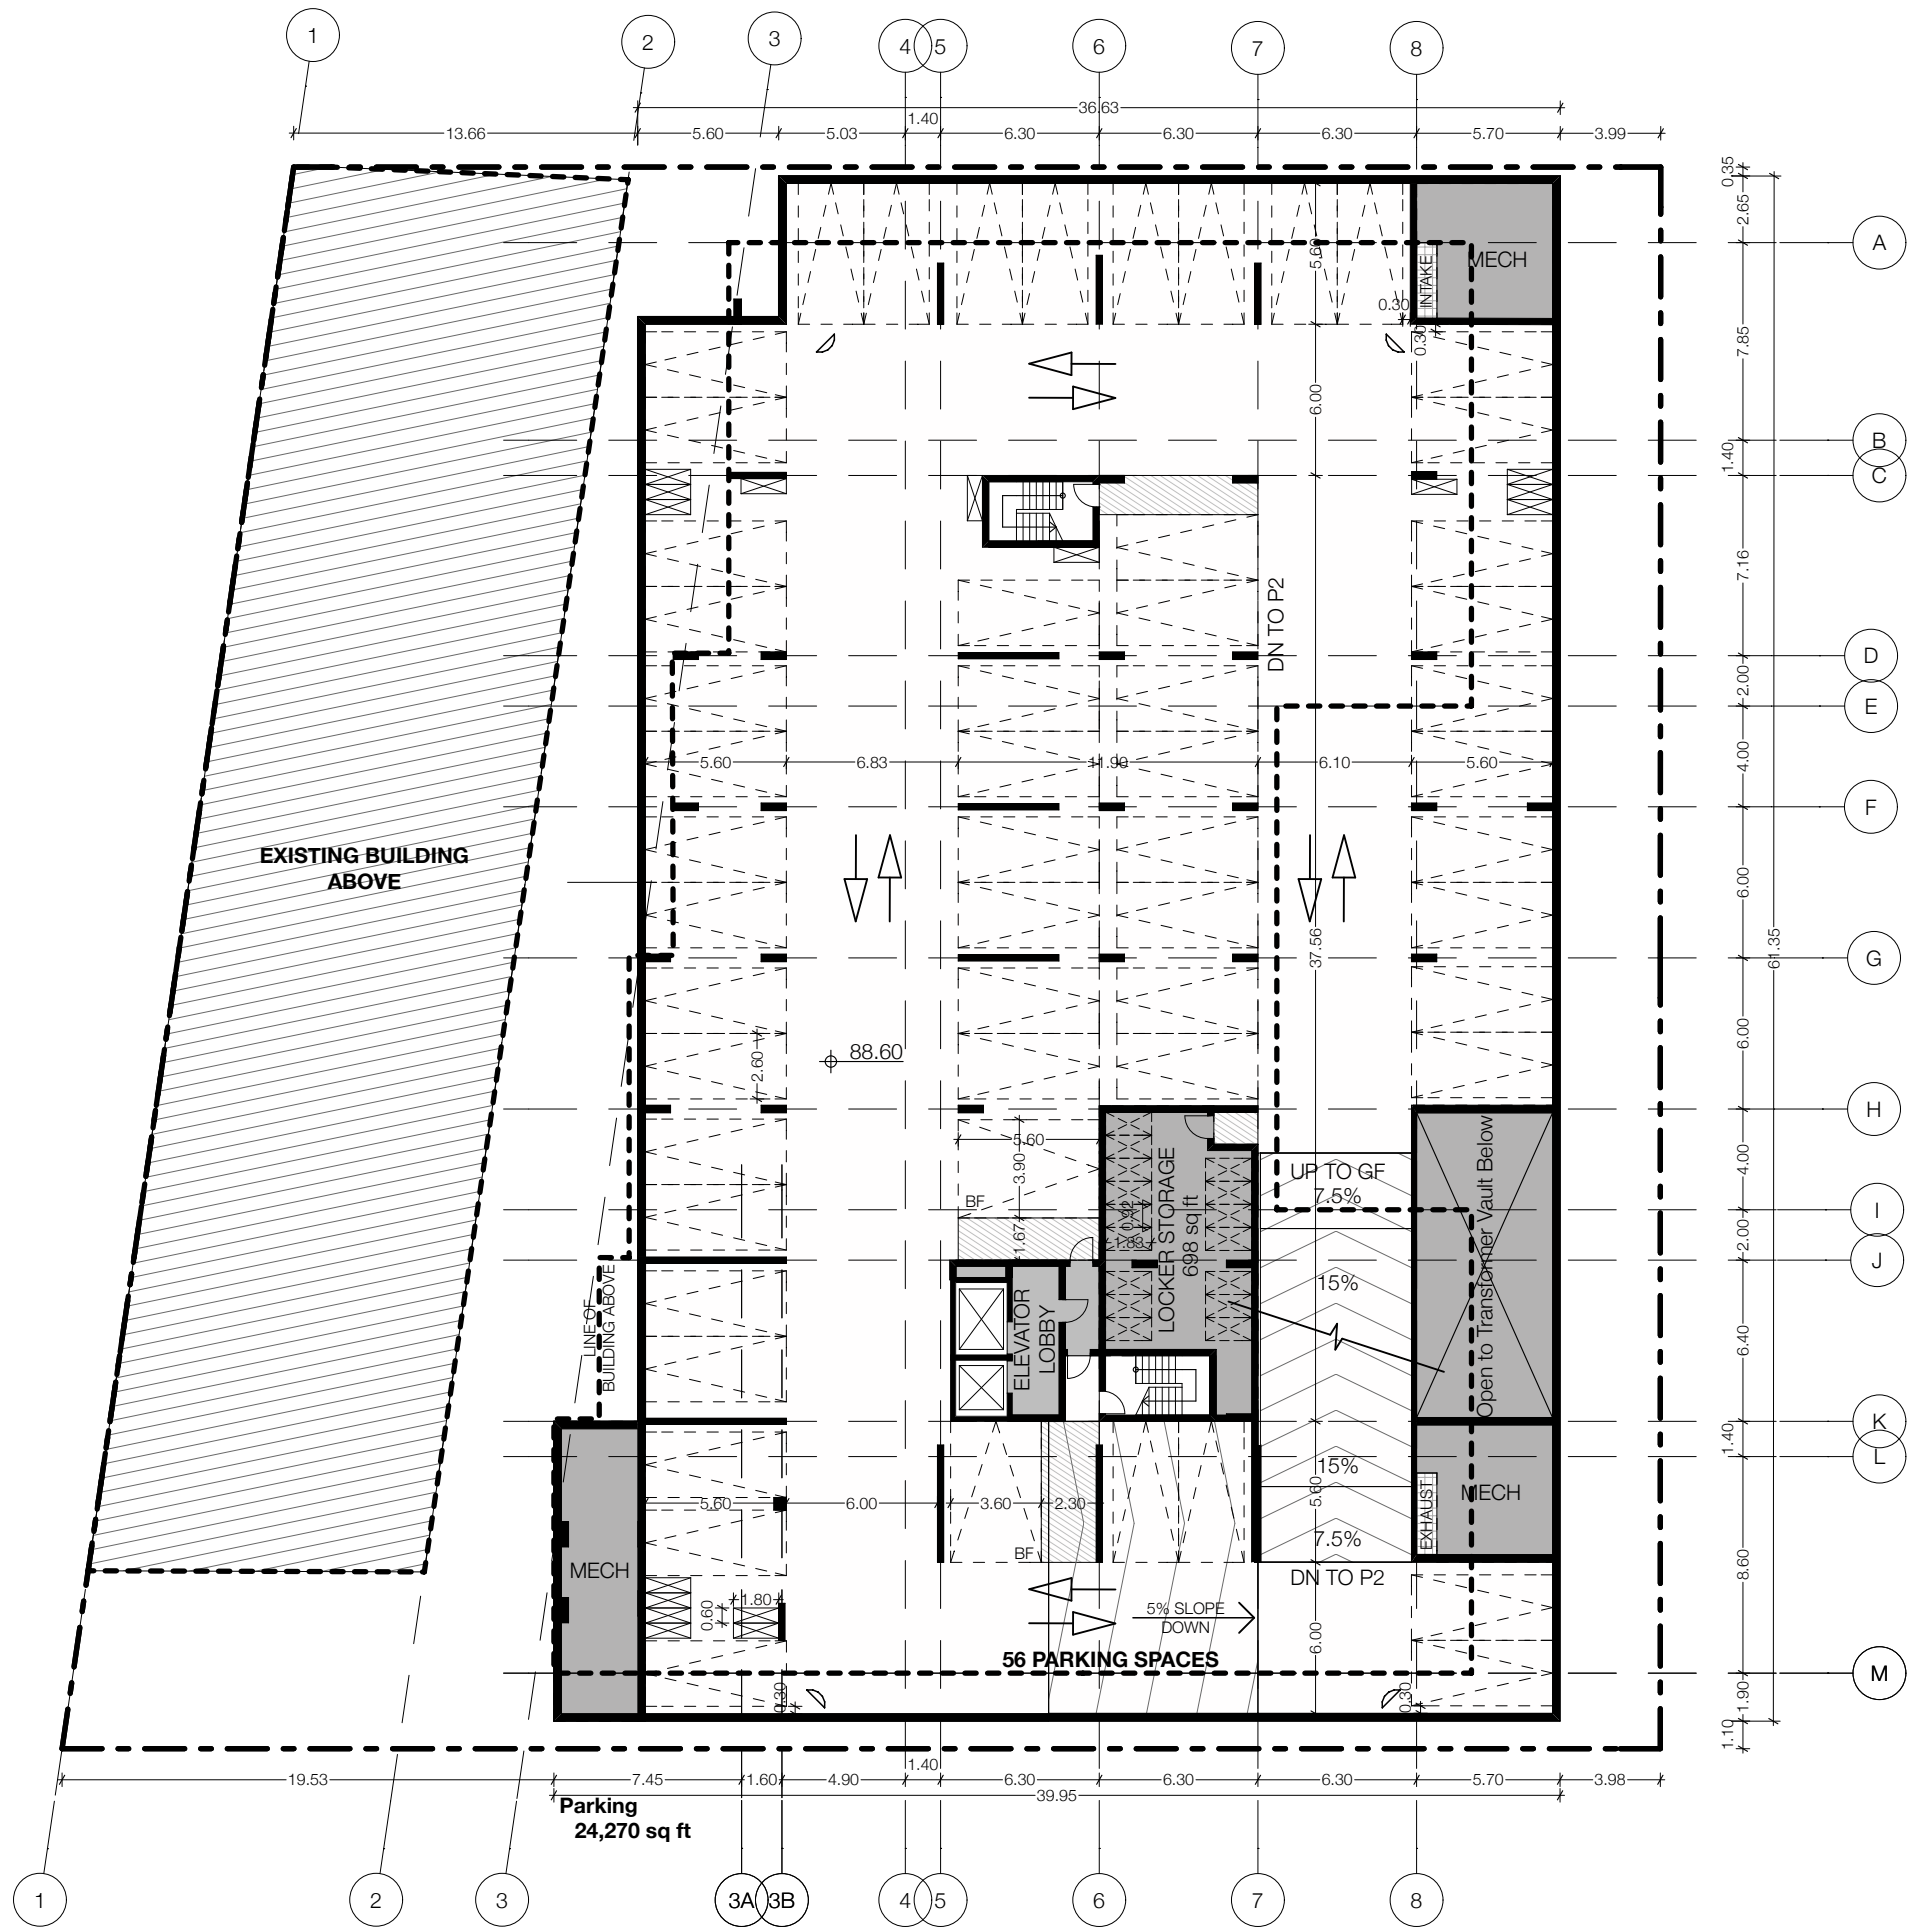 1
2
3
4
5
6
7
8
36.63
1.40
13.66
5.60
5.03
6.30
6.30
6.30
5.70
3.99
0.35
2.65
5.60
A
MECH
INTAKE
0.30
0.30
7.85
6.00
B
1.40
C
7.16
DN TO P2
D
2.00
E
5.60
6.83
11.90
6.10
5.60
4.00
F
EXISTING BUILDING
ABOVE
6.00
37.56
61.35
G
6.00
88.60
2.60
H
5.60
3.90
BF
1.67
LOCKER STORAGE
698 sq ft
0.92
1.83
UP TO GF
7.5%
Open to Transformer Vault Below
4.00
I
2.00
J
15%
ELEVATOR
LOBBY
LINE OF
BUILDING ABOVE
6.40
K
1.40
L
15%
5.60
6.00
3.60
2.30
5.60
EXHAUST
MECH
7.5%
BF
MECH
DN TO P2
8.60
1.80
0.60
5% SLOPE
DOWN
6.00
56 PARKING SPACES
M
0.30
0.30
1.90
1.10
19.53
7.45
1.60
4.90
1.40
6.30
6.30
6.30
5.70
3.98
39.95
Parking
24,270 sq ft
1
2
3
3A
3B
4
5
6
7
8